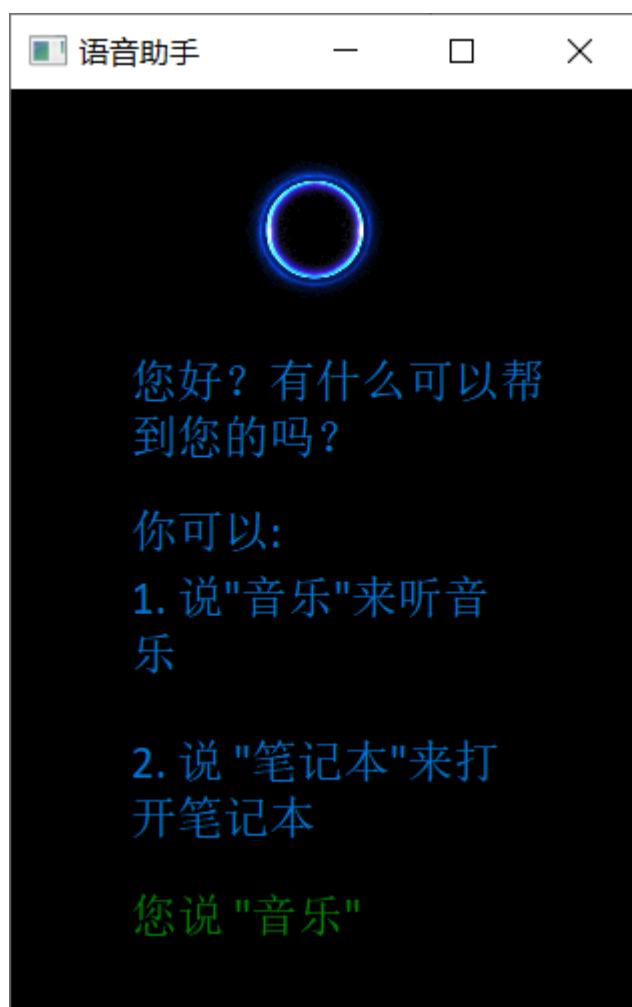 语音助手
您好？有什么可以帮
到您的吗？
你可以:
1. 说"音乐"来听音
乐
2. 说 "笔记本"来打
开笔记本
您说 "音乐"